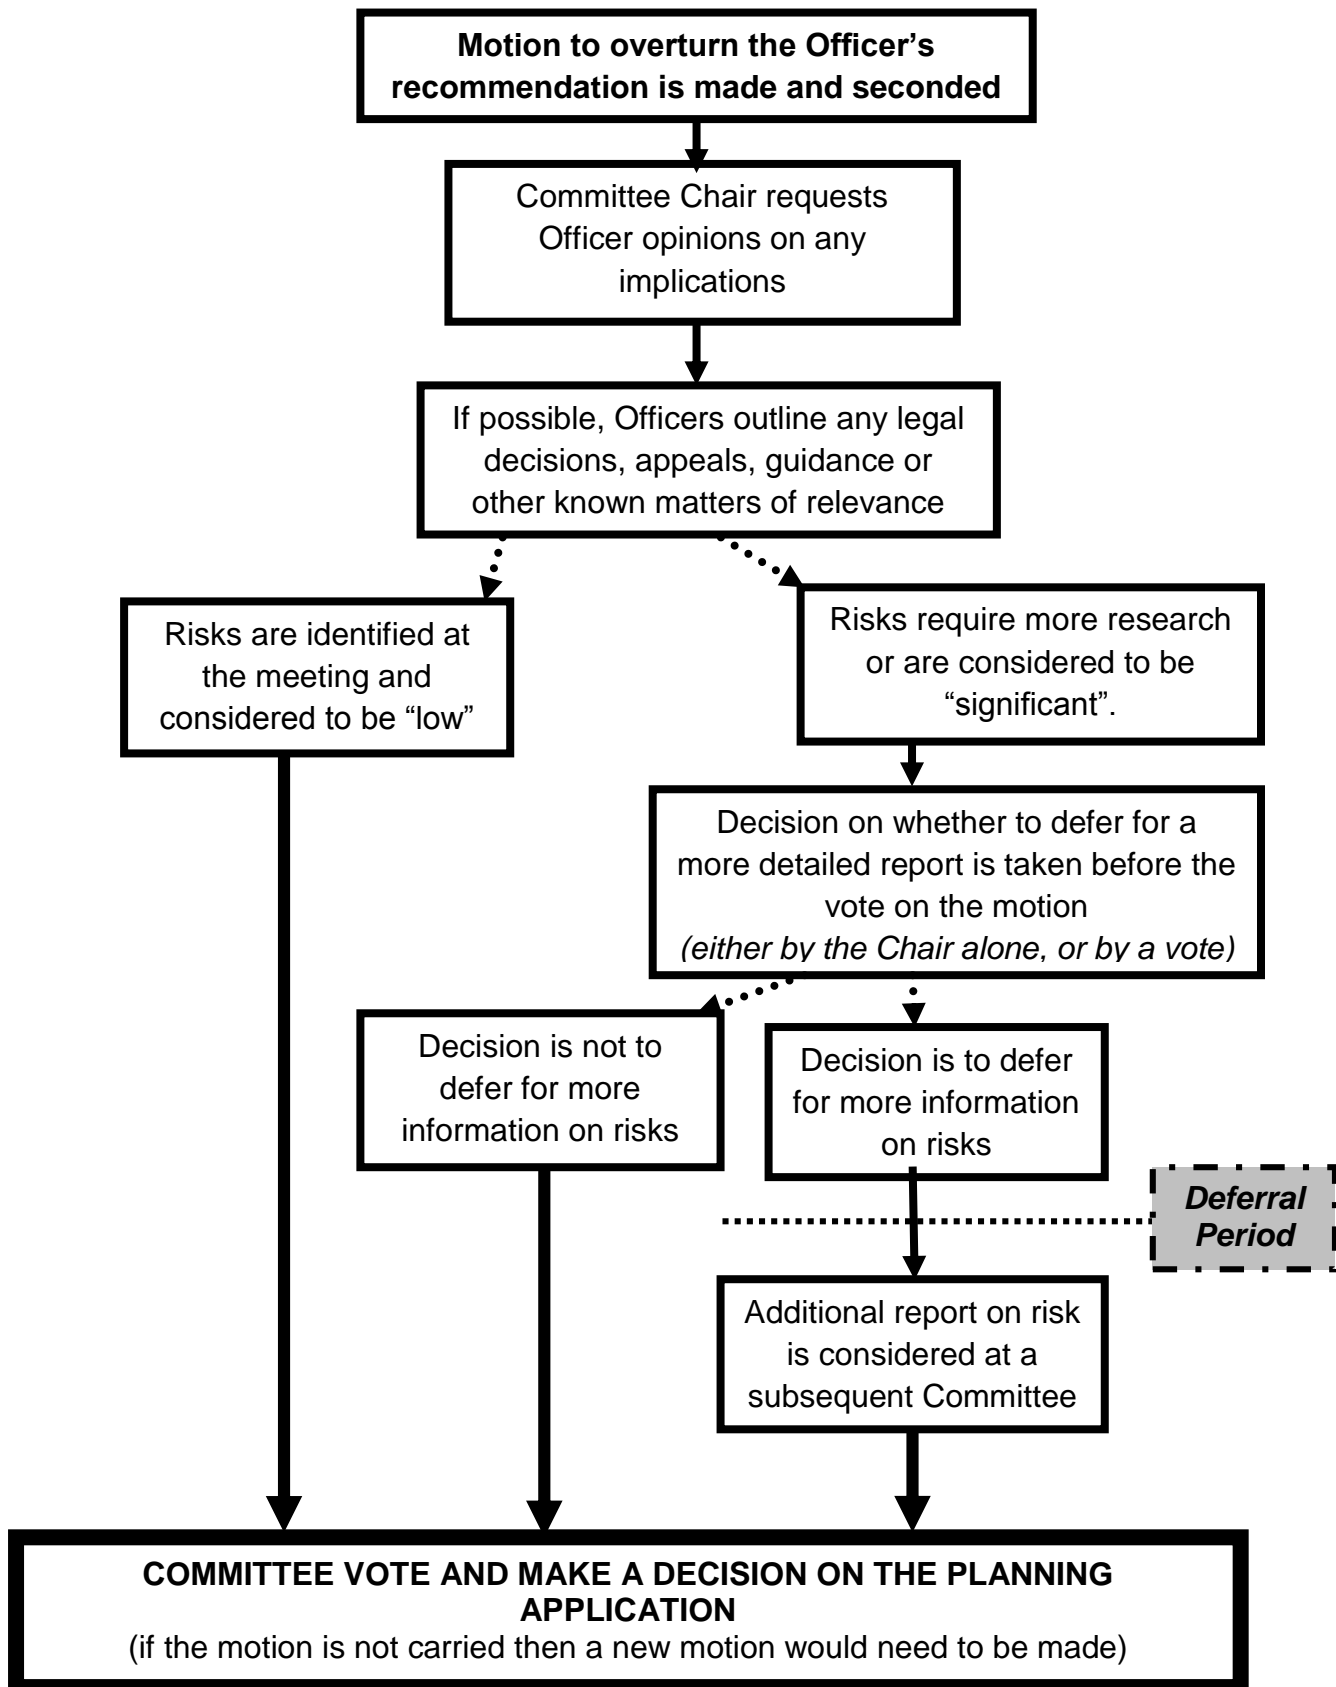 Motion to overturn the Officer’s
recommendation is made and seconded
Committee Chair requests
Officer opinions on any
implications
If possible, Officers outline any legal
decisions, appeals, guidance or
other known matters of relevance
Risks are identified at
the meeting and
considered to be “low”
Risks require more research
or are considered to be
“significant”.
Decision on whether to defer for a
more detailed report is taken before the
vote on the motion
(either by the Chair alone, or by a vote)
Decision is not to
defer for more
information on risks
Decision is to defer
for more information
on risks
Deferral
Period
Additional report on risk
is considered at a
subsequent Committee
COMMITTEE VOTE AND MAKE A DECISION ON THE PLANNING
APPLICATION
(if the motion is not carried then a new motion would need to be made)